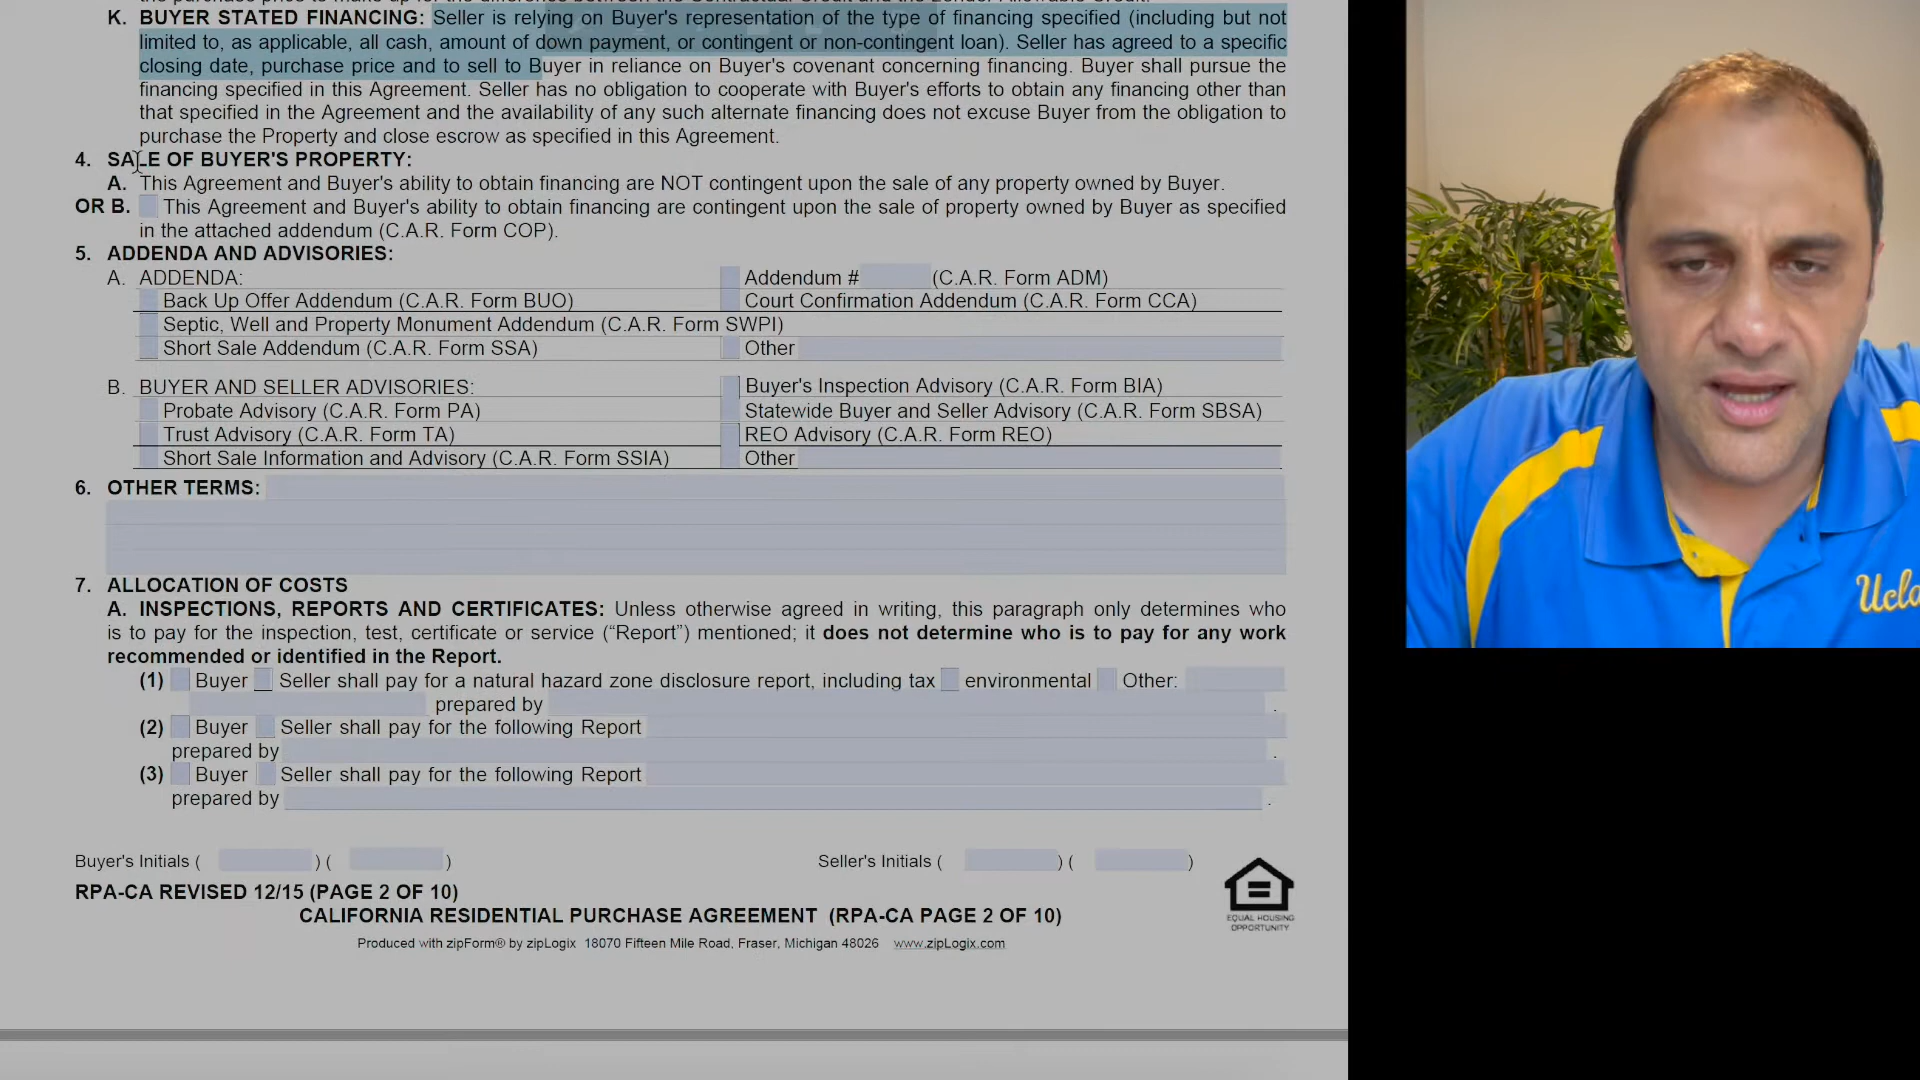 K. BUYER STATED FINANCING: Seller is relying on Buyer's representation of the type of financing specified (including but not
limited to, as applicable, all cash, amount of down payment, or contingent or non-contingent loan). Seller has agreed to a specific
closing date, purchase price and to sell to Buyer in reliance on Buyer's covenant concerning financing. Buyer shall pursue the
financing specified in this Agreement. Seller has no obligation to cooperate with Buyer's efforts to obtain any financing other than
that specified in the Agreement and the availability of any such alternate financing does not excuse Buyer from the obligation to
purchase the Property and close escrow as specified in this Agreement.
4. SALE OF BUYER'S PROPERTY:
A. This Agreement and Buyer's ability to obtain financing are NOT contingent upon the sale of any property owned by Buyer.
OR B. This Agreement and Buyer's ability to obtain financing are contingent upon the sale of property owned by Buyer as specified
in the attached addendum (C.A.R. Form COP).
5. ADDENDA AND ADVISORIES:
A. ADDENDA: Addendum # (C.A.R. Form ADM)
Back Up Offer Addendum (C.A.R. Form BUO) Court Confirmation Addendum (C.A.R. Form CCA)
Septic, Well and Property Monument Addendum (C.A.R. Form SWPI)
Short Sale Addendum (C.A.R. Form SSA) Other
B. BUYER AND SELLER ADVISORIES: Buyer's Inspection Advisory (C.A.R. Form BIA)
Probate Advisory (C.A.R. Form PA) Statewide Buyer and Seller Advisory (C.A.R. Form SBSA)
Trust Advisory (C.A.R. Form TA) REO Advisory (C.A.R. Form REO)
Short Sale Information and Advisory (C.A.R. Form SSIA) Other
6. OTHER TERMS:
7. ALLOCATION OF COSTS
A. INSPECTIONS, REPORTS AND CERTIFICATES: Unless otherwise agreed in writing, this paragraph only determines who
is to pay for the inspection, test, certificate or service (“Report”) mentioned; it does not determine who is to pay for any work
recommended or identified in the Report.
(1) Buyer Seller shall pay for a natural hazard zone disclosure report, including tax environmental Other:
prepared by .
(2) Buyer Seller shall pay for the following Report
prepared by .
(3) Buyer Seller shall pay for the following Report
prepared by .
Buyer's Initials ( ) ( ) Seller's Initials ( ) ( )
RPA-CA REVISED 12/15 (PAGE 2 OF 10)
CALIFORNIA RESIDENTIAL PURCHASE AGREEMENT (RPA-CA PAGE 2 OF 10)
Produced with zipForm® by zipLogix 18070 Fifteen Mile Road, Fraser, Michigan 48026 www.zipLogix.com
EQUAL HOUSING
OPPORTUNITY